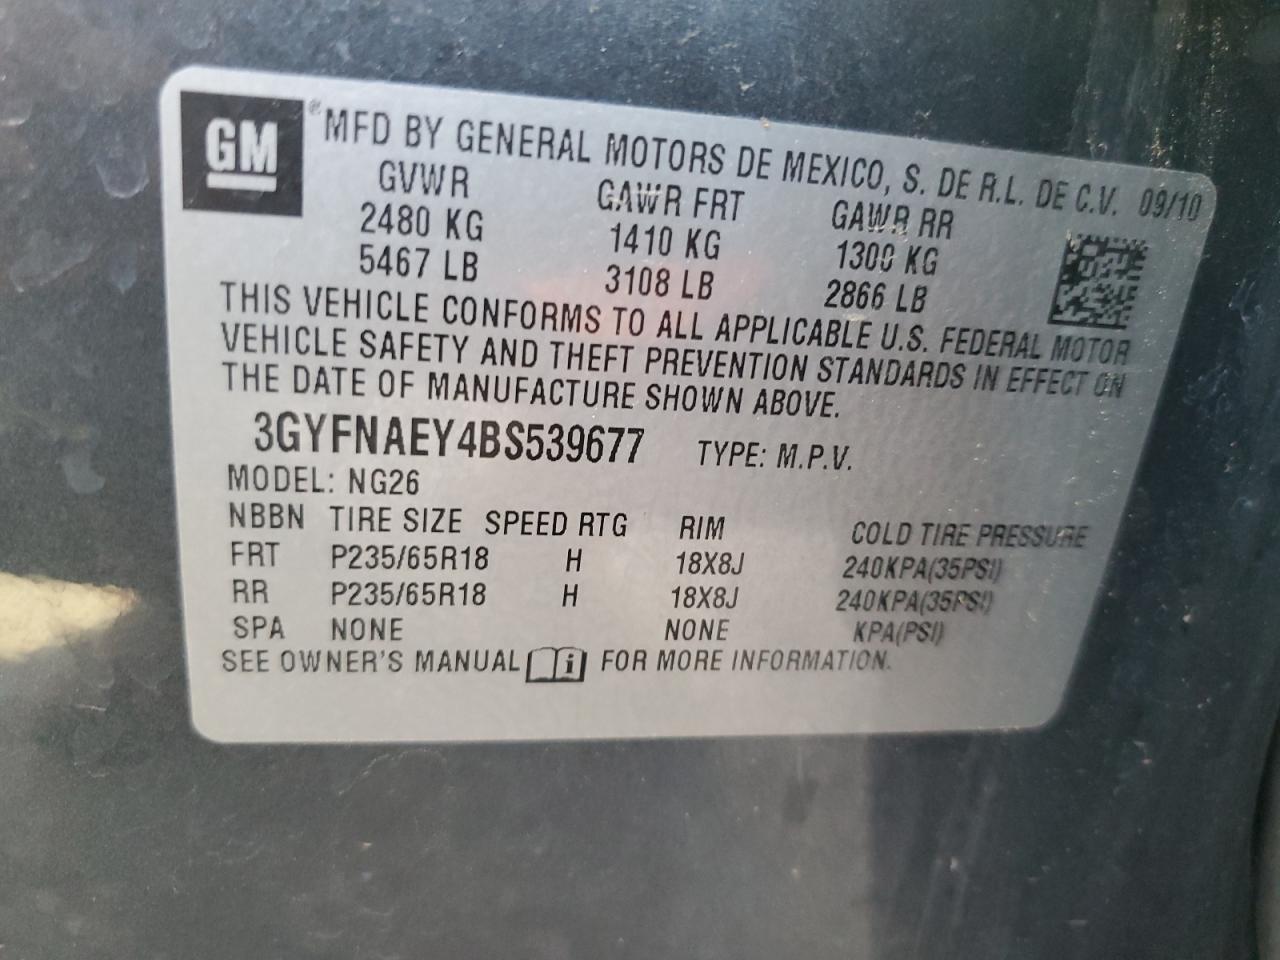 GM ® MFD BY GENERAL MOTORS DE MEXICO, S. DE R.L. DE C.V. 09/10
GVWR GAWR FRT GAWR RR
2480 KG 1410 KG 1300 KG
5467 LB 3108 LB 2866 LB
THIS VEHICLE CONFORMS TO ALL APPLICABLE U.S. FEDERAL MOTOR
VEHICLE SAFETY AND THEFT PREVENTION STANDARDS IN EFFECT ON
THE DATE OF MANUFACTURE SHOWN ABOVE.
3GYFNAEY4BS539677 TYPE: M.P.V.
MODEL: NG26
NBBN TIRE SIZE SPEED RTG RIM COLD TIRE PRESSURE
FRT P235/65R18 H 18X8J 240KPA(35PSI)
RR P235/65R18 H 18X8J 240KPA(35PSI)
SPA NONE NONE KPA(PSI)
SEE OWNER'S MANUAL i FOR MORE INFORMATION.